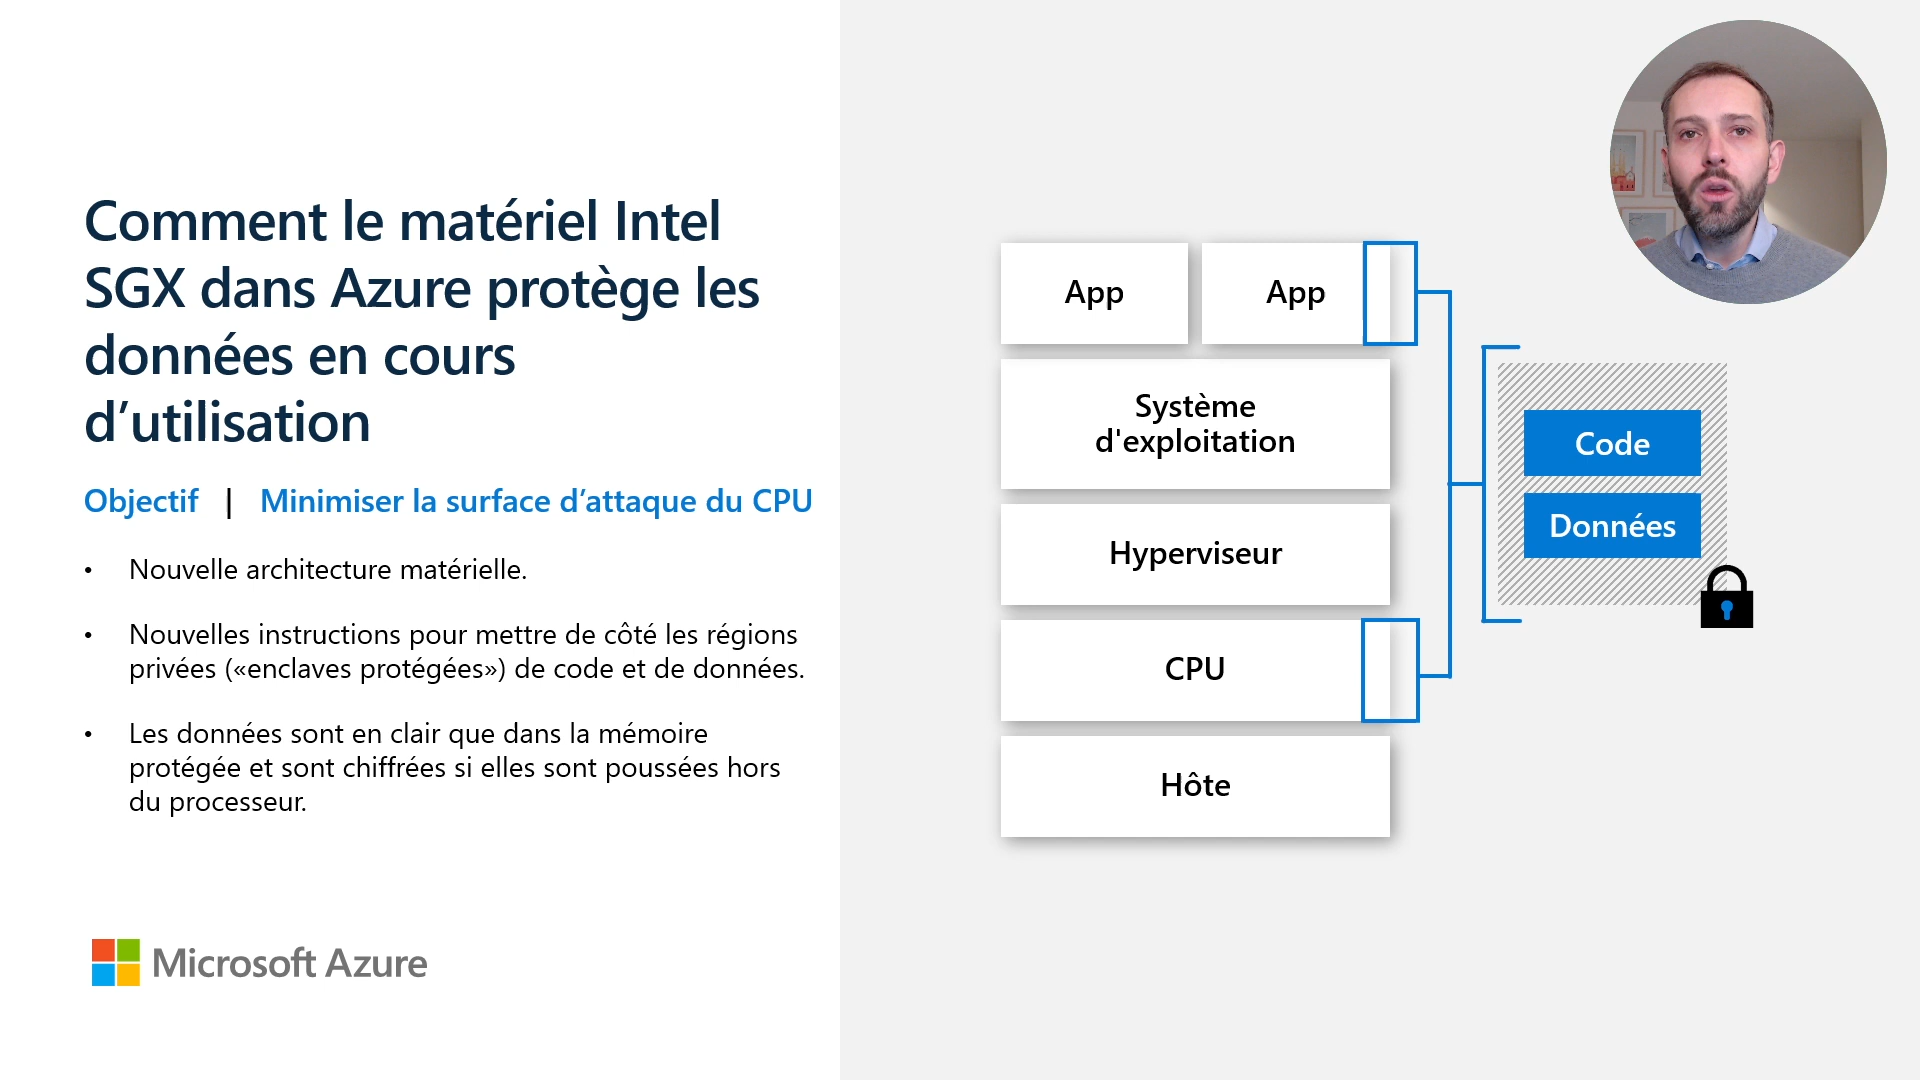 Comment le matériel Intel
SGX dans Azure protège les
données en cours
d’utilisation
Objectif | Minimiser la surface d’attaque du CPU
• Nouvelle architecture matérielle.
• Nouvelles instructions pour mettre de côté les régions
privées («enclaves protégées») de code et de données.
• Les données sont en clair que dans la mémoire
protégée et sont chiffrées si elles sont poussées hors
du processeur.
Microsoft Azure
App
App
Système
d'exploitation
Hyperviseur
CPU
Hôte
Code
Données